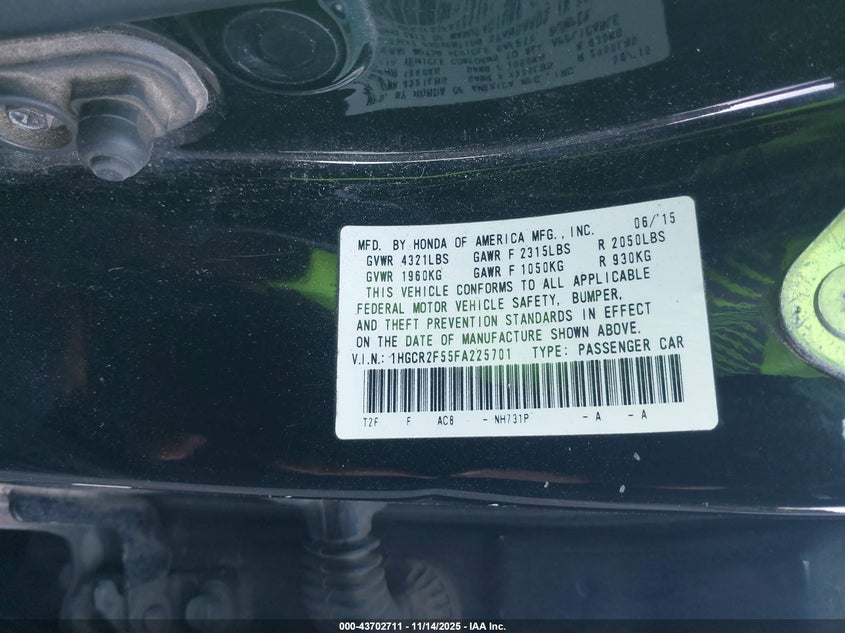 MFD. BY HONDA OF AMERICA MFG., INC. 06/'15
GVWR 4321LBS GAWR F 2315LBS R 2050LBS
GVWR 1960KG GAWR F 1050KG R 930KG
THIS VEHICLE CONFORMS TO ALL APPLICABLE
FEDERAL MOTOR VEHICLE SAFETY, BUMPER,
AND THEFT PREVENTION STANDARDS IN EFFECT
ON THE DATE OF MANUFACTURE SHOWN ABOVE.
V.I.N.: 1HGCR2F55FA225701 TYPE: PASSENGER CAR
T2F F AC8 - NH731P - A - A
000-43702711 - 11/14/2025 - IAA Inc.